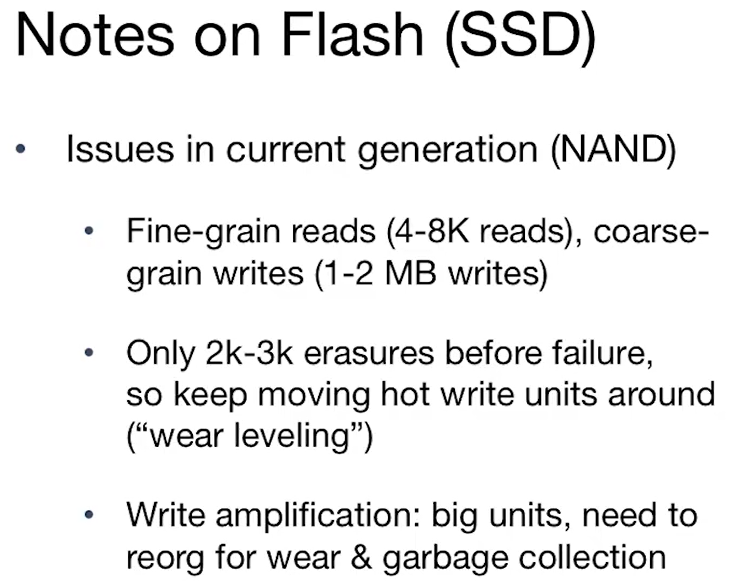 Notes on Flash (SSD)
• Issues in current generation (NAND)
• Fine-grain reads (4-8K reads), coarse-
grain writes (1-2 MB writes)
• Only 2k-3k erasures before failure,
so keep moving hot write units around
(“wear leveling”)
• Write amplification: big units, need to
reorg for wear & garbage collection